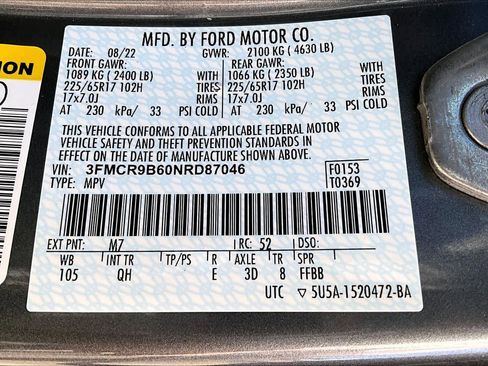 MFD. BY FORD MOTOR CO.
DATE: 08/22 GVWR: 2100 KG ( 4630 LB)
FRONT GAWR: REAR GAWR:
1089 KG ( 2400 LB) 1066 KG ( 2350 LB)
225/65R17 102H TIRES 225/65R17 102H
17x7.0J RIMS 17x7.0J
AT 230 kPa/ 33 PSI COLD AT 230 kPa/ 33 PSI COLD
THIS VEHICLE CONFORMS TO ALL APPLICABLE FEDERAL MOTOR
VEHICLE SAFETY AND THEFT PREVENTION STANDARDS IN
EFFECT ON THE DATE OF MANUFACTURE SHOWN ABOVE.
VIN: 3FMCR9B60NRD87046 F0153
TYPE: MPV T0369
EXT PNT: M7 RC: 52 DSO:
WB INT TR TP/PS R AXLE TR SPR
105 QH E 3D 8 FFBB
UTC ▽ 5U5A-1520472-BA
ION